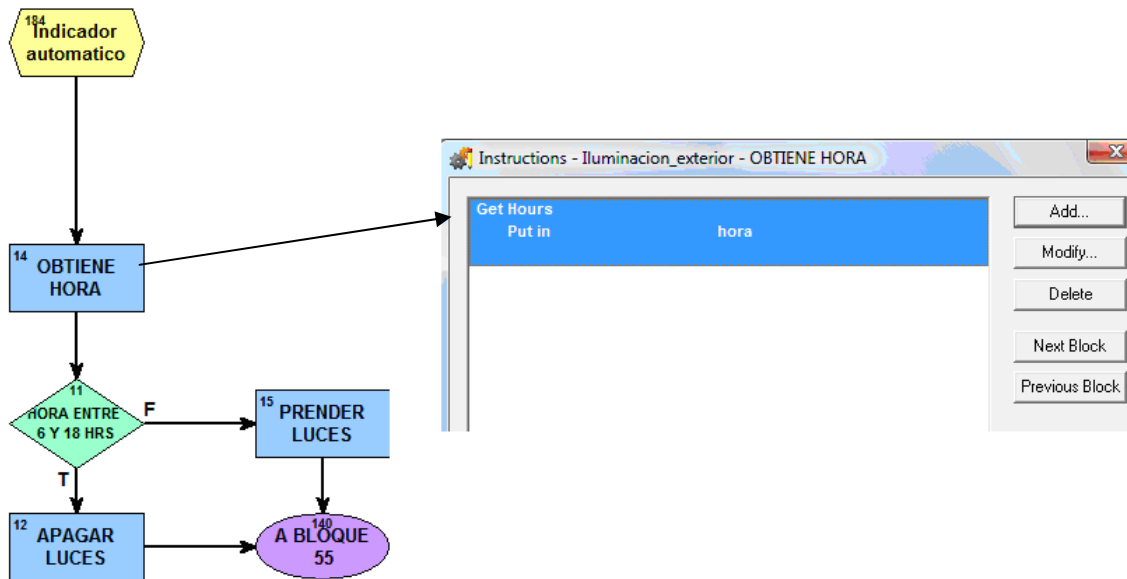 184
Indicador
automatico
14
OBTIENE
HORA
11
HORA ENTRE
6 Y 18 HRS
F
T
15
PRENDER
LUCES
12
APAGAR
LUCES
140
A BLOQUE
55
Instructions - Iluminacion_exterior - OBTIENE HORA
Get Hours
Put in hora
Add...
Modify...
Delete
Next Block
Previous Block